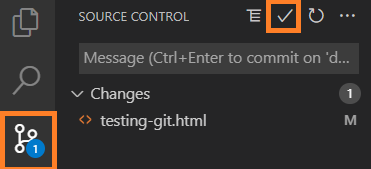 SOURCE CONTROL
Message (Ctrl+Enter to commit on 'd...
Changes 1
<> testing-git.html M
1